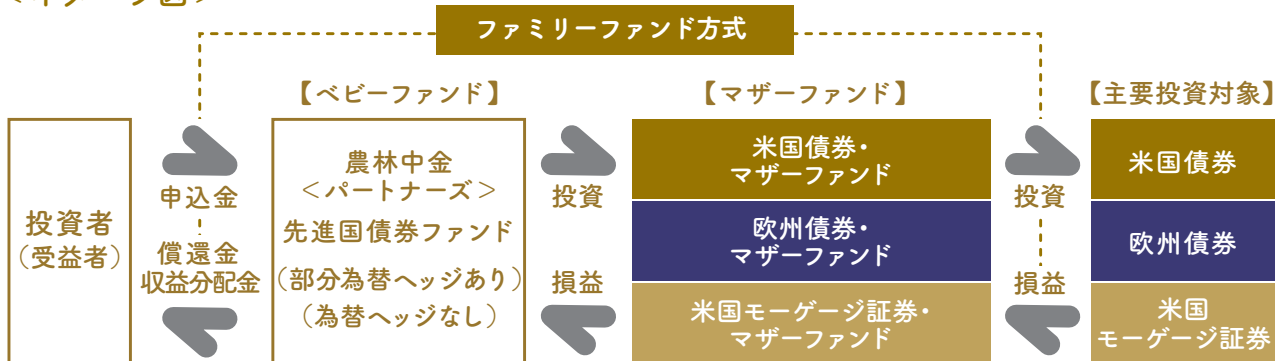 <イメージ図>
ファミリーファンド方式
【ベビーファンド】
【マザーファンド】
【主要投資対象】
投資者
(受益者)
申込金
償還金
収益分配金
農林中金
<パートナーズ>
先進国債券ファンド
(部分為替ヘッジあり)
(為替ヘッジなし)
投資
損益
米国債券・
マザーファンド
欧州債券・
マザーファンド
米国モーゲージ証券・
マザーファンド
投資
損益
米国債券
欧州債券
米国
モーゲージ証券